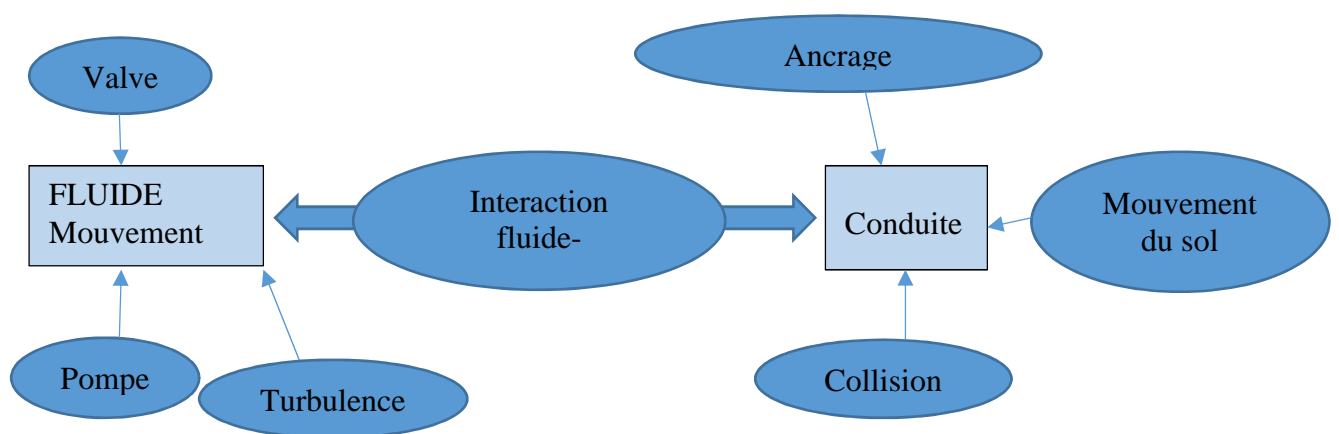 Ancrage
Valve
FLUIDE
Mouvement
Interaction
fluide-
Conduite
Mouvement
du sol
Pompe
Turbulence
Collision